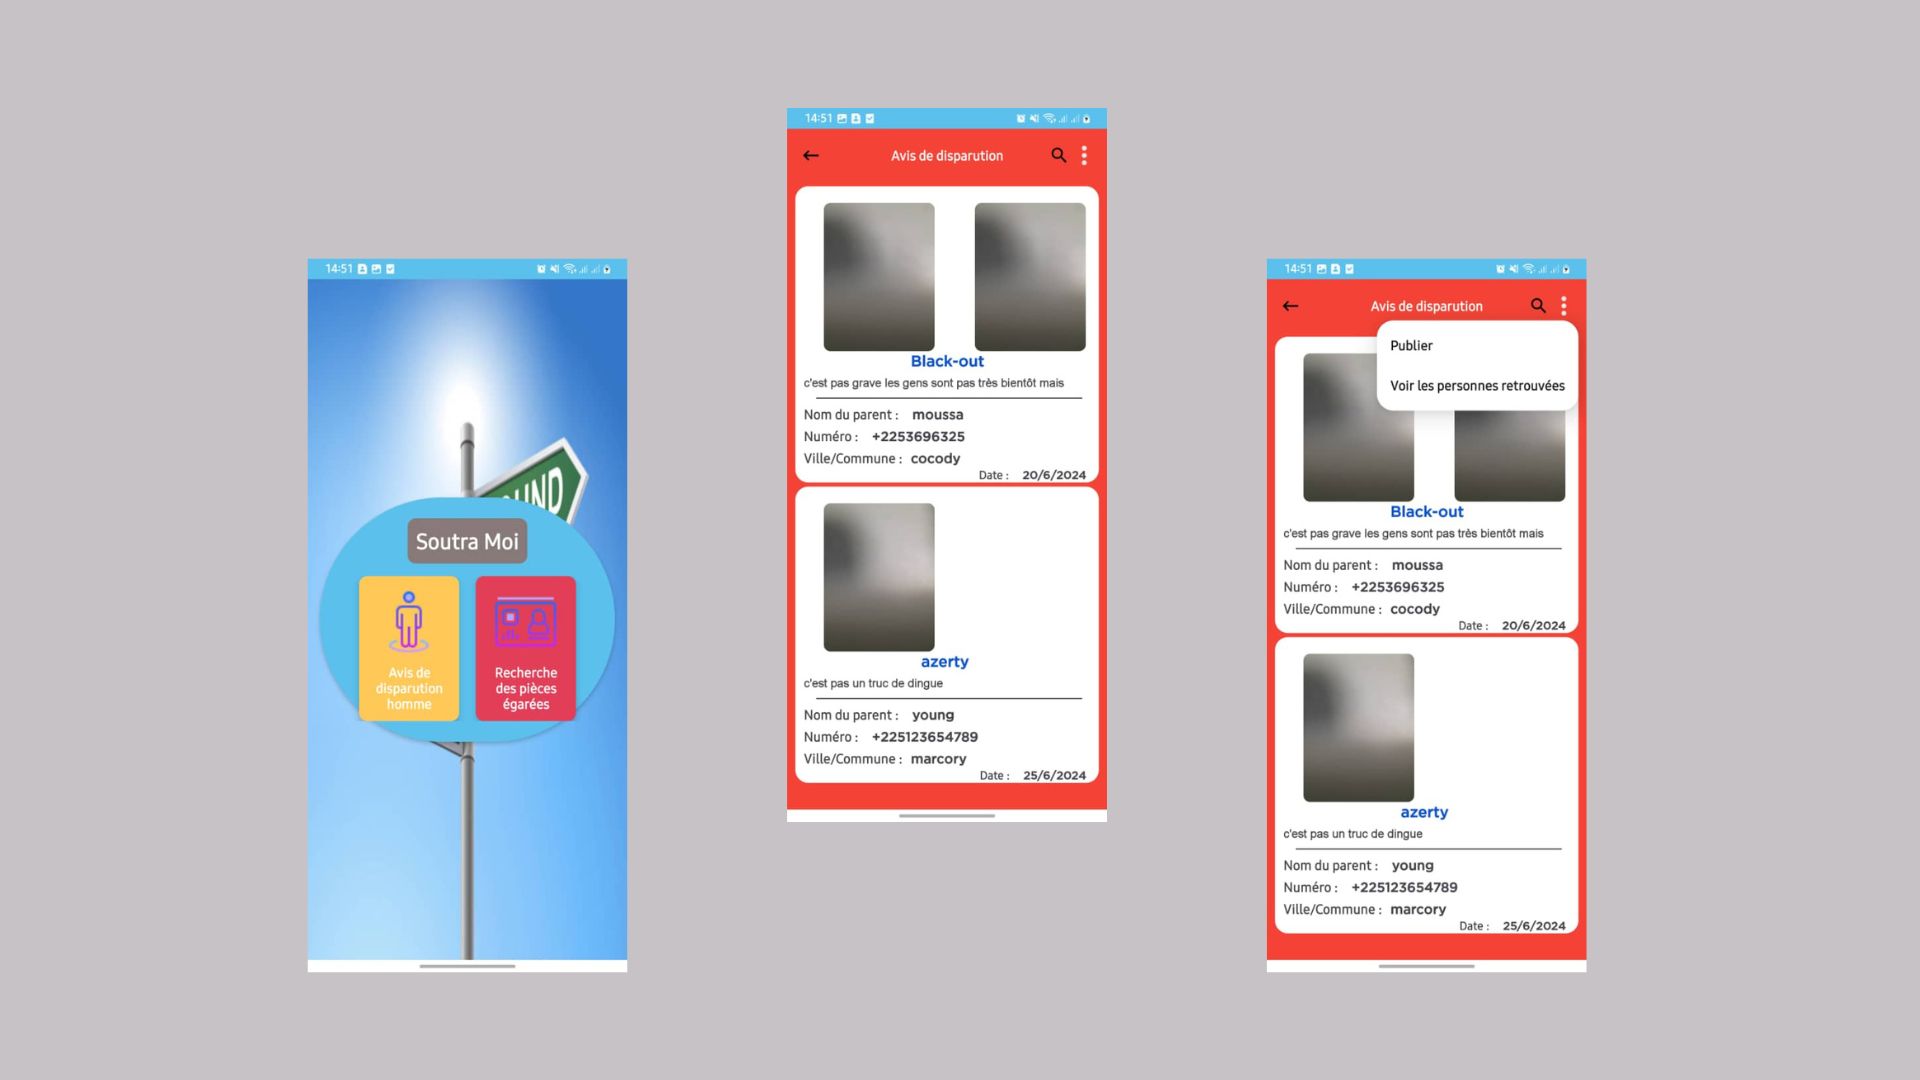 14:51
UND
Soutra Moi
Avis de
disparution
homme
Recherche
des pièces
égarées
14:51
Avis de disparution
Black-out
c'est pas grave les gens sont pas très bientôt mais
Nom du parent : moussa
Numéro : +2253696325
Ville/Commune : cocody
Date : 20/6/2024
azerty
c'est pas un truc de dingue
Nom du parent : young
Numéro : +225123654789
Ville/Commune : marcory
Date : 25/6/2024
14:51
Avis de disparution
Publier
Voir les personnes retrouvées
Black-out
c'est pas grave les gens sont pas très bientôt mais
Nom du parent : moussa
Numéro : +2253696325
Ville/Commune : cocody
Date : 20/6/2024
azerty
c'est pas un truc de dingue
Nom du parent : young
Numéro : +225123654789
Ville/Commune : marcory
Date : 25/6/2024